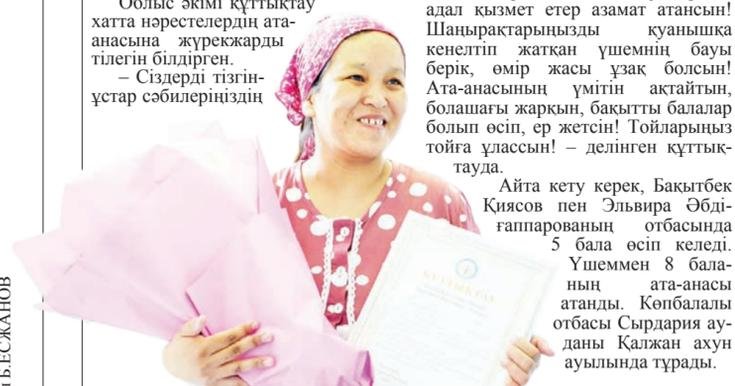 Облыс әкімі құттықтау
хатта нәрестелердің ата-
анасына жүрекжарды
тілегін білдірген.
– Сіздерді тізгін-
ұстар сәбилеріңіздің
адал қызмет етер азамат атансын!
Шаңырақтарыңызды қуанышқа
кенелтіп жатқан үшемнің бауы
берік, өмір жасы ұзақ болсын!
Ата-анасының үмітін ақтайтын,
болашағы жарқын, бақытты балалар
болып өсіп, ер жетсін! Тойларыңыз
тойға ұлассын! – делінген құттық-
тауда.
Айта кету керек, Бақытбек
Қиясов пен Эльвира Әбді-
ғаппарованың отбасында
5 бала өсіп келеді.
Үшеммен 8 бала-
ның ата-анасы
атанды. Көпбалалы
отбасы Сырдария ау-
даны Қалжан ахун
ауылында тұрады.
ҚҰТТЫҚТАУ
Б.ЕСЖАНОВ